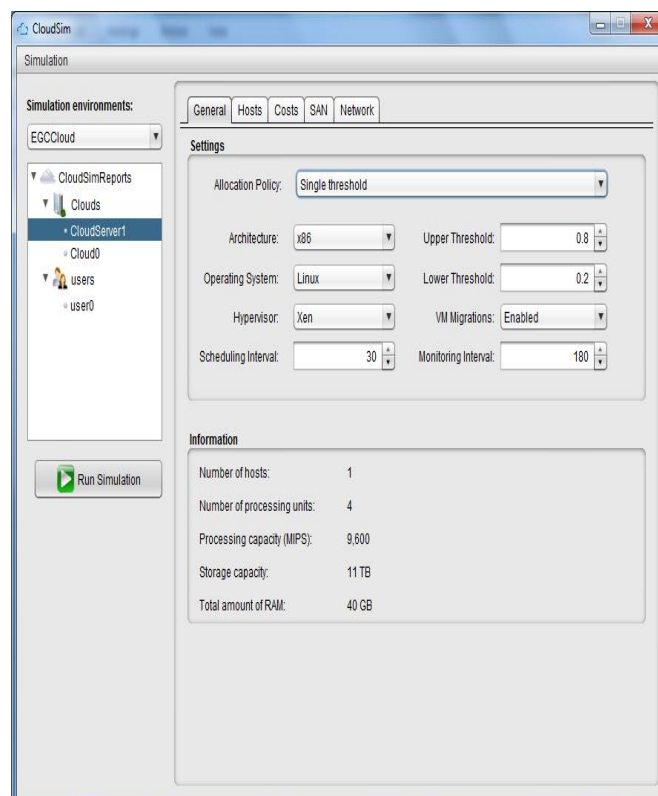 CloudSim
Simulation
Simulation environments:
EGCCloud
CloudSimReports
Clouds
CloudServer1
Cloud0
users
user0
Run Simulation
General Hosts Costs SAN Network
Settings
Allocation Policy: Single threshold
Architecture: x86 Upper Threshold: 0.8
Operating System: Linux Lower Threshold: 0.2
Hypervisor: Xen VM Migrations: Enabled
Scheduling Interval: 30 Monitoring Interval: 180
Information
Number of hosts: 1
Number of processing units: 4
Processing capacity (MIPS): 9,600
Storage capacity: 11 TB
Total amount of RAM: 40 GB